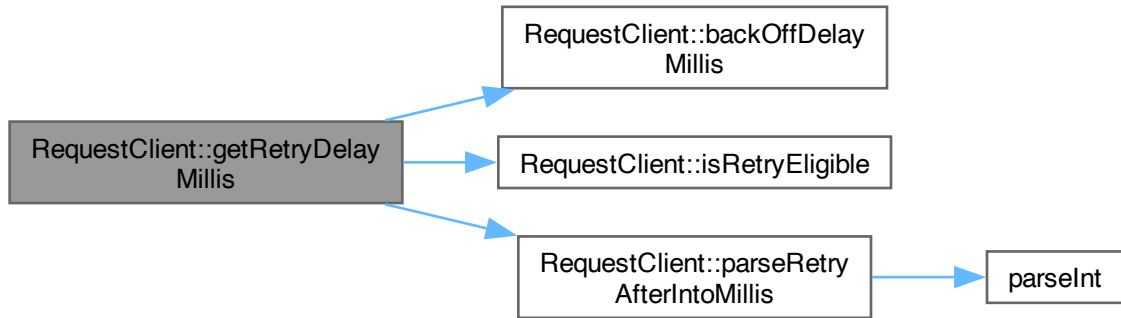 RequestClient::getRetryDelay
Millis
RequestClient::backOffDelay
Millis
RequestClient::isRetryEligible
RequestClient::parseRetry
AfterIntoMillis
parseInt